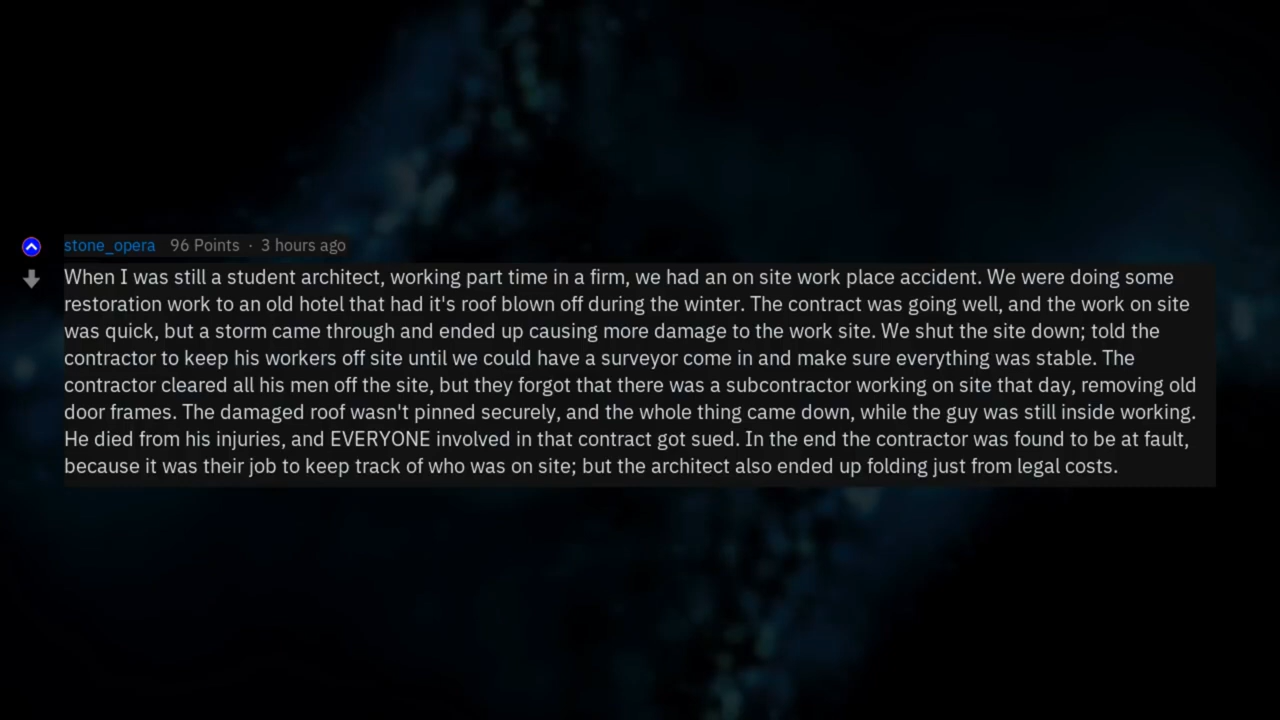 stone_opera 96 Points · 3 hours ago
When I was still a student architect, working part time in a firm, we had an on site work place accident. We were doing some
restoration work to an old hotel that had it's roof blown off during the winter. The contract was going well, and the work on site
was quick, but a storm came through and ended up causing more damage to the work site. We shut the site down; told the
contractor to keep his workers off site until we could have a surveyor come in and make sure everything was stable. The
contractor cleared all his men off the site, but they forgot that there was a subcontractor working on site that day, removing old
door frames. The damaged roof wasn't pinned securely, and the whole thing came down, while the guy was still inside working.
He died from his injuries, and EVERYONE involved in that contract got sued. In the end the contractor was found to be at fault,
because it was their job to keep track of who was on site; but the architect also ended up folding just from legal costs.